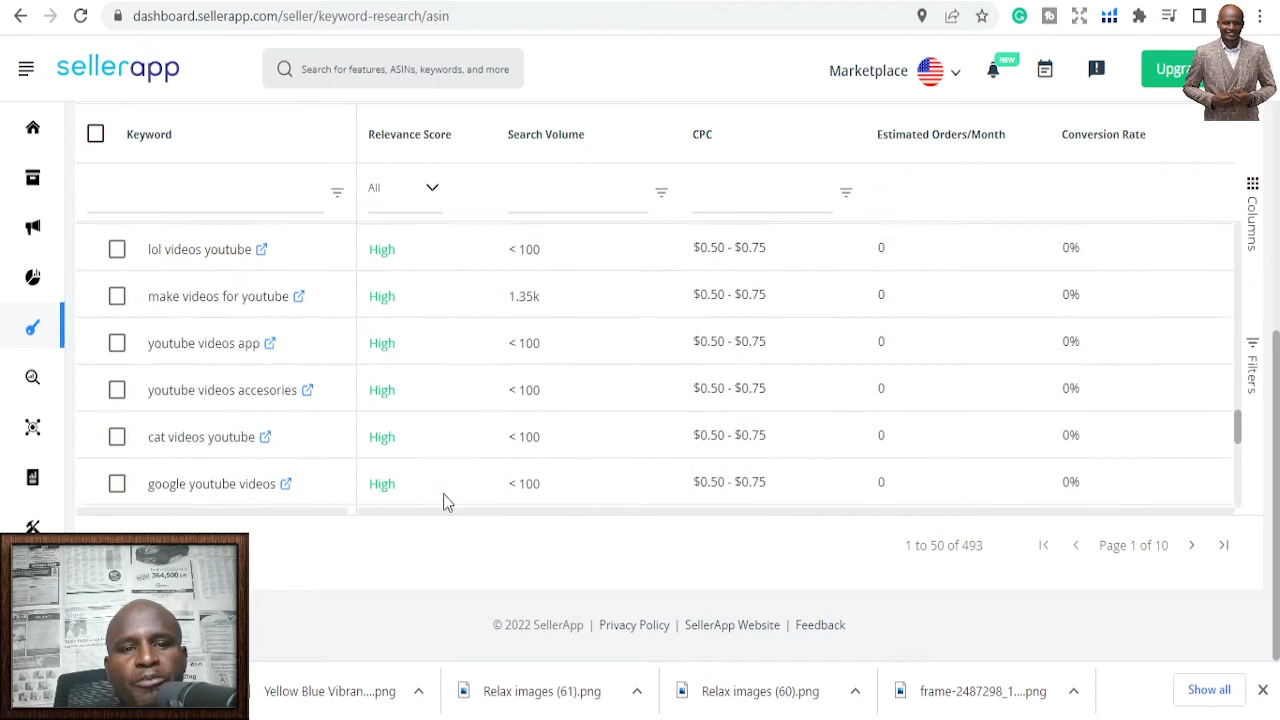 dashboard.sellerapp.com/seller/keyword-research/asin
sellerapp
Search for features, ASINs, keywords, and more
Marketplace
NEW
Upgra
Keyword
Relevance Score
Search Volume
CPC
Estimated Orders/Month
Conversion Rate
All
Columns
Filters
lol videos youtube High < 100 $0.50 - $0.75 0 0%
make videos for youtube High 1.35k $0.50 - $0.75 0 0%
youtube videos app High < 100 $0.50 - $0.75 0 0%
youtube videos accesories High < 100 $0.50 - $0.75 0 0%
cat videos youtube High < 100 $0.50 - $0.75 0 0%
google youtube videos High < 100 $0.50 - $0.75 0 0%
1 to 50 of 493
Page 1 of 10
364,500
© 2022 SellerApp | Privacy Policy | SellerApp Website | Feedback
Yellow Blue Vibran....png
Relax images (61).png
Relax images (60).png
frame-2487298_1....png
Show all